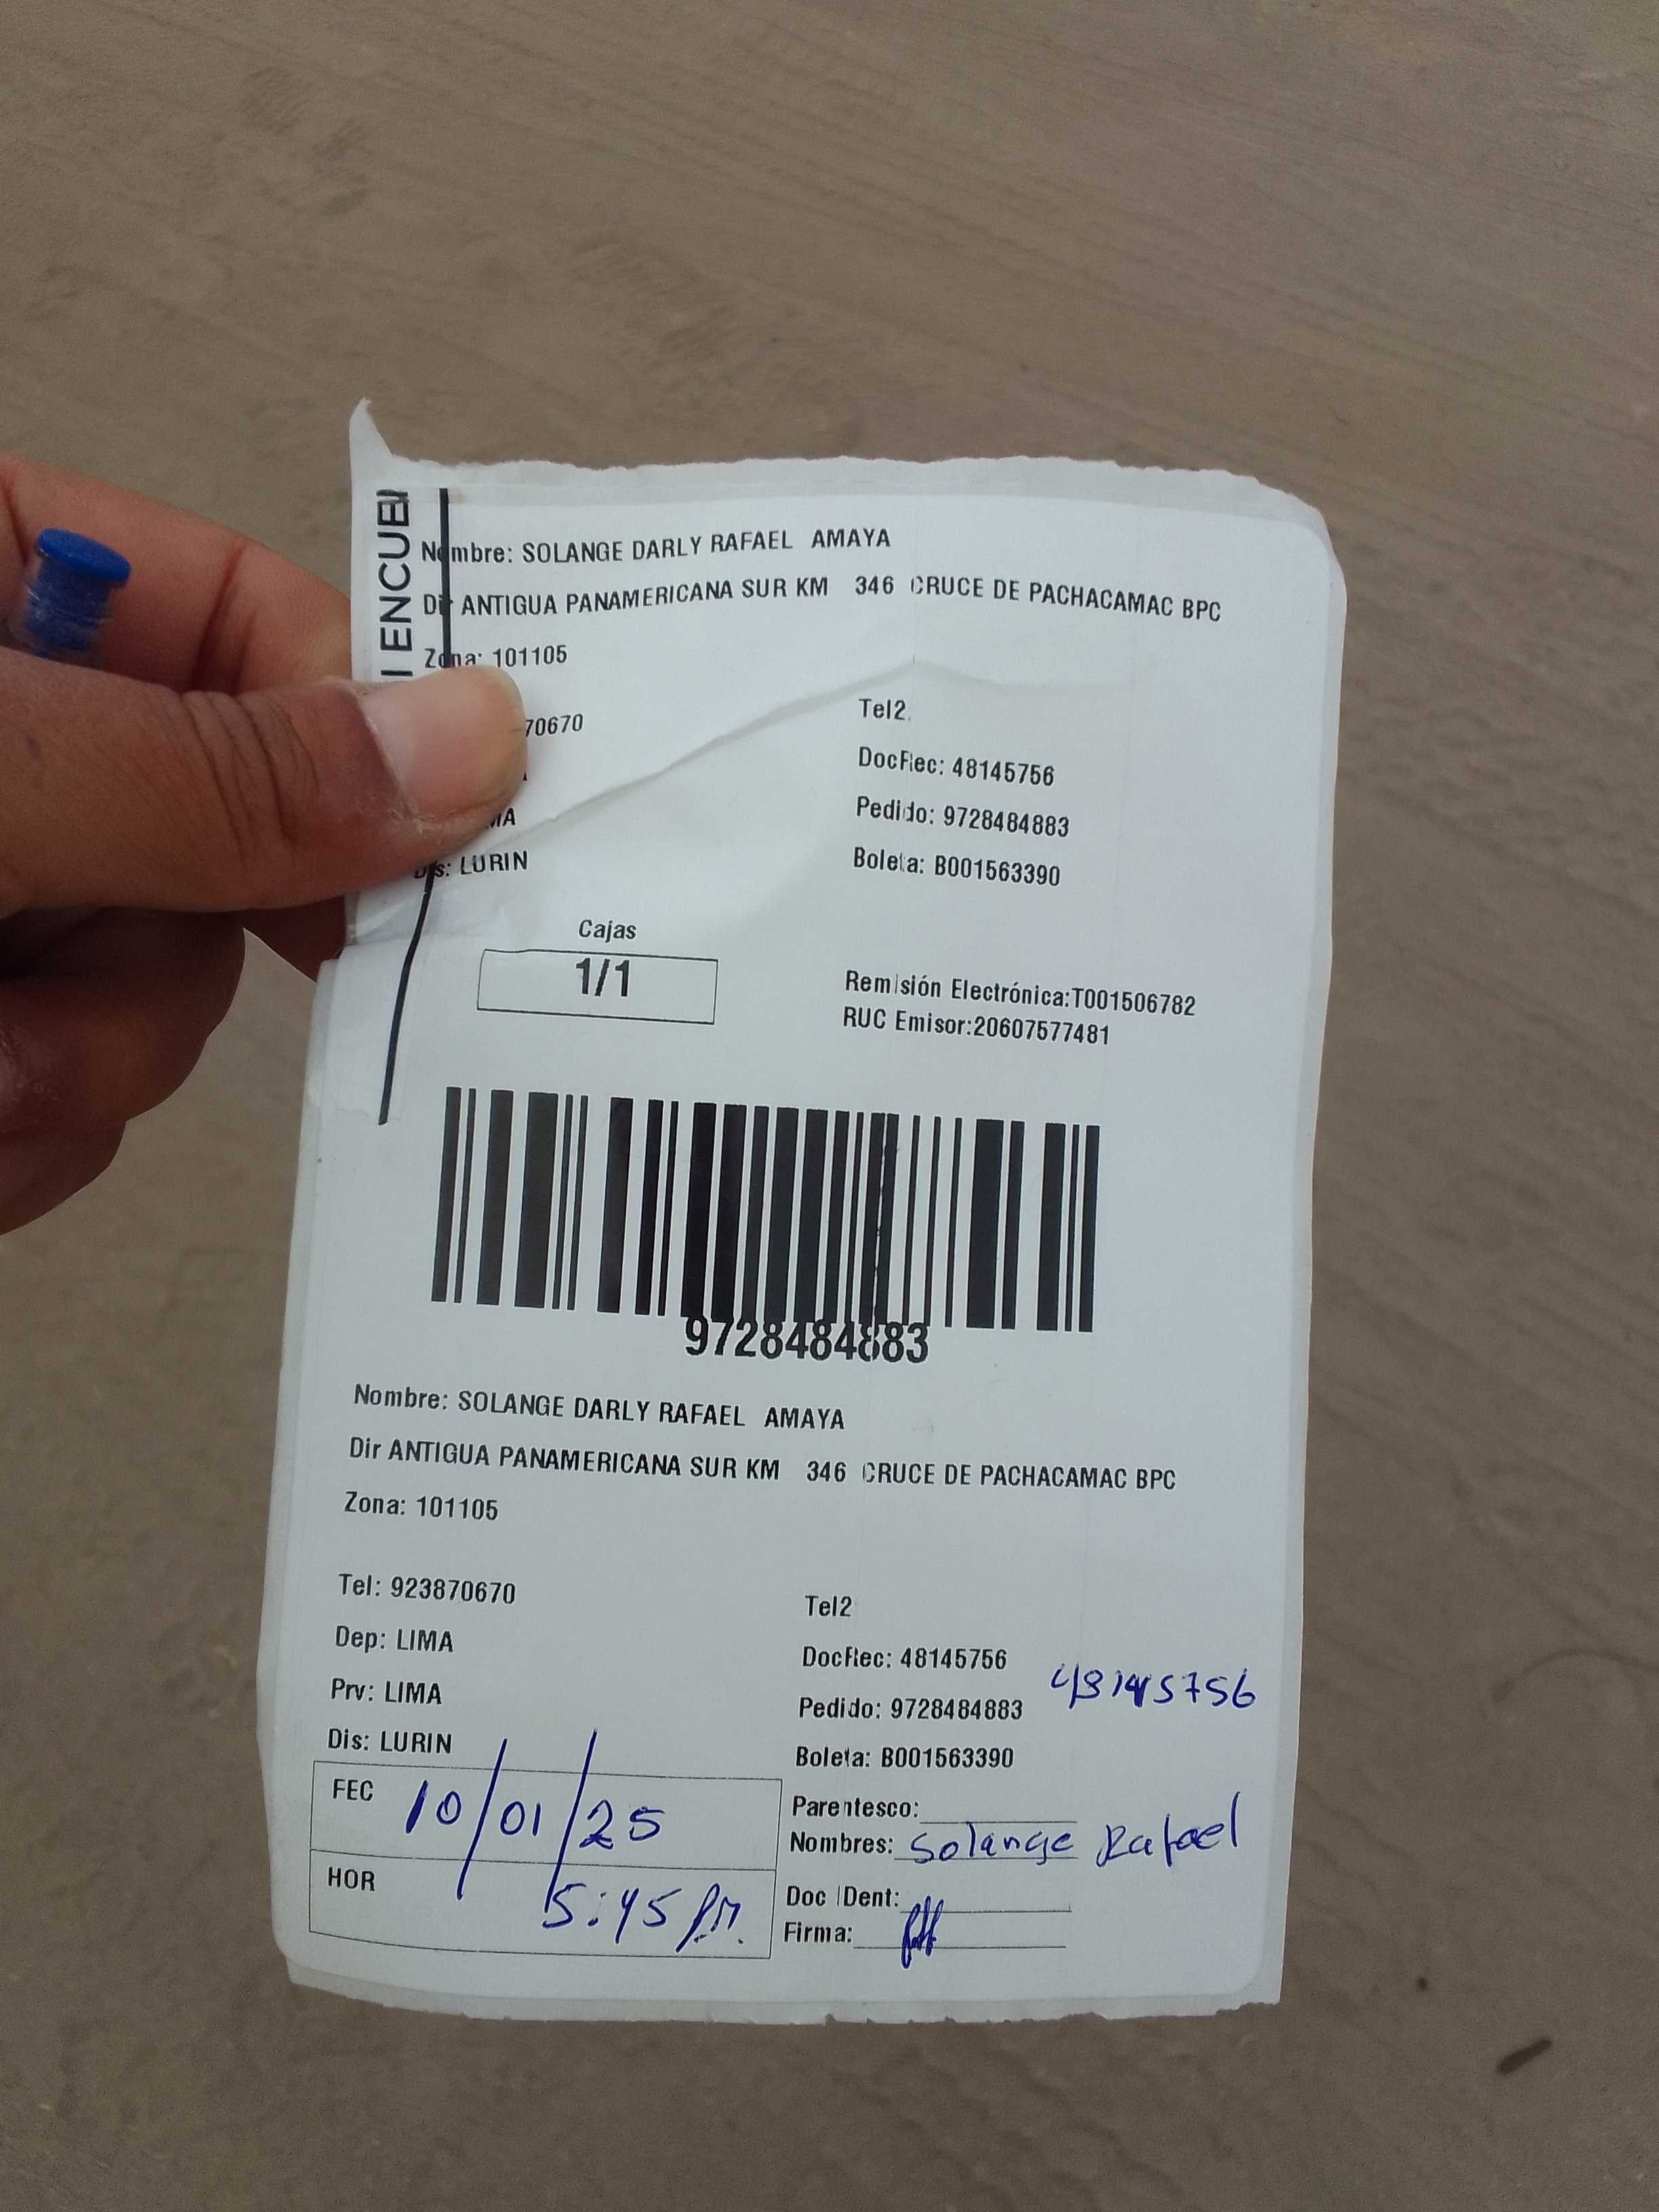 ENCUE
Nombre: SOLANGE DARLY RAFAEL AMAYA
Dir ANTIGUA PANAMERICANA SUR KM 346 CRUCE DE PACHACAMAC BPC
Zona: 101105
70670
Tel2
DocRec: 48145756
MA
Pedido: 9728484883
Dis: LURIN
Boleta: B001563390
Cajas
1/1
Remisión Electrónica:T001506782
RUC Emisor:20607577481
9728484883
Nombre: SOLANGE DARLY RAFAEL AMAYA
Dir ANTIGUA PANAMERICANA SUR KM 346 CRUCE DE PACHACAMAC BPC
Zona: 101105
Tel: 923870670
Tel2
Dep: LIMA
DocRec: 48145756
48145756
Prv: LIMA
Pedido: 9728484883
Dis: LURIN
Boleta: B001563390
FEC 10/01/25
Parentesco:
Nombres: Solange Rafael
HOR 5:45 PM.
Doc IDent:
Firma: